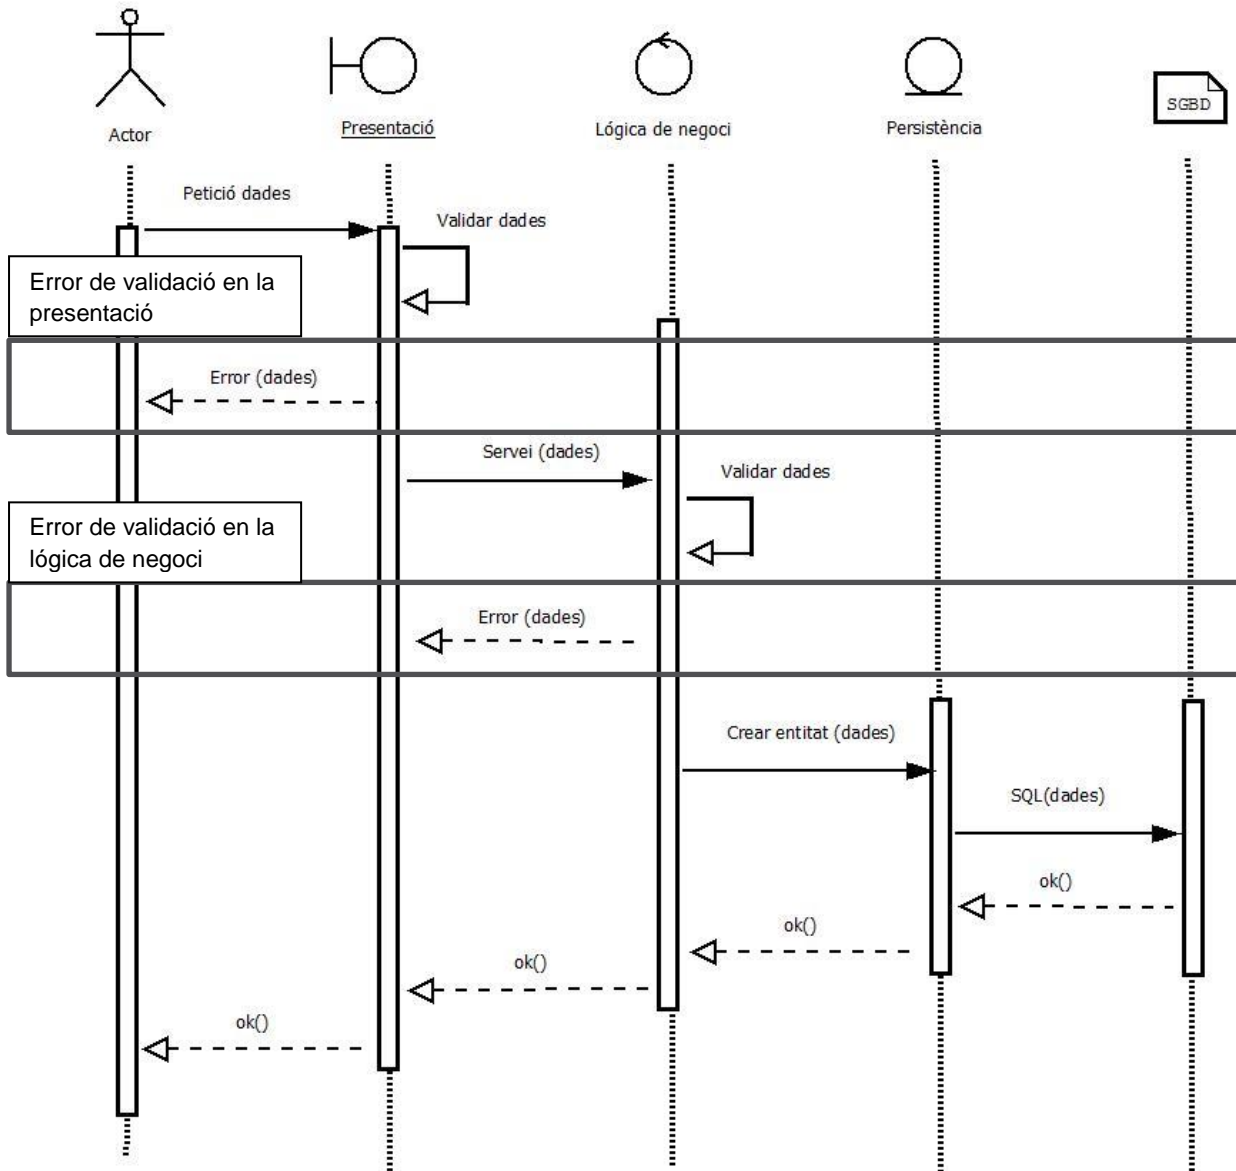 SGBD
Actor
Presentació
Lógica de negoci
Persistència
Petició dades
Validar dades
Error de validació en la
presentació
Error (dades)
Servei (dades)
Validar dades
Error de validació en la
lógica de negoci
Error (dades)
Crear entitat (dades)
SQL(dades)
ok()
ok()
ok()
ok()